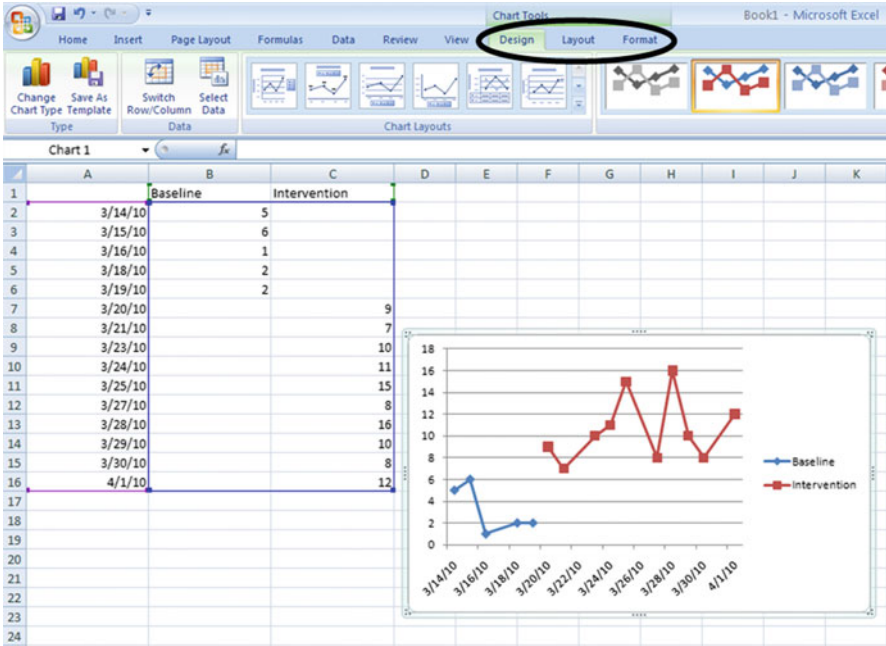 Chart Tools Book1 - Microsoft Excel
Home Insert Page Layout Formulas Data Review View Design Layout Format
Change Chart Type Save As Template Switch Row/Column Select Data
Type Data Chart Layouts
Chart 1 fx
A B C D E F G H I J K
1 Baseline Intervention
2 3/14/10 5
3 3/15/10 6
4 3/16/10 1
5 3/18/10 2
6 3/19/10 2
7 3/20/10 9
8 3/21/10 7
9 3/23/10 10
10 3/24/10 11
11 3/25/10 15
12 3/27/10 8
13 3/28/10 16
14 3/29/10 10
15 3/30/10 8
16 4/1/10 12
17
18
19
20
21
22
23
24
18
16
14
12
10
8
6
4
2
0
Baseline
Intervention
3/14/10 3/16/10 3/18/10 3/20/10 3/22/10 3/24/10 3/26/10 3/28/10 3/30/10 4/1/10